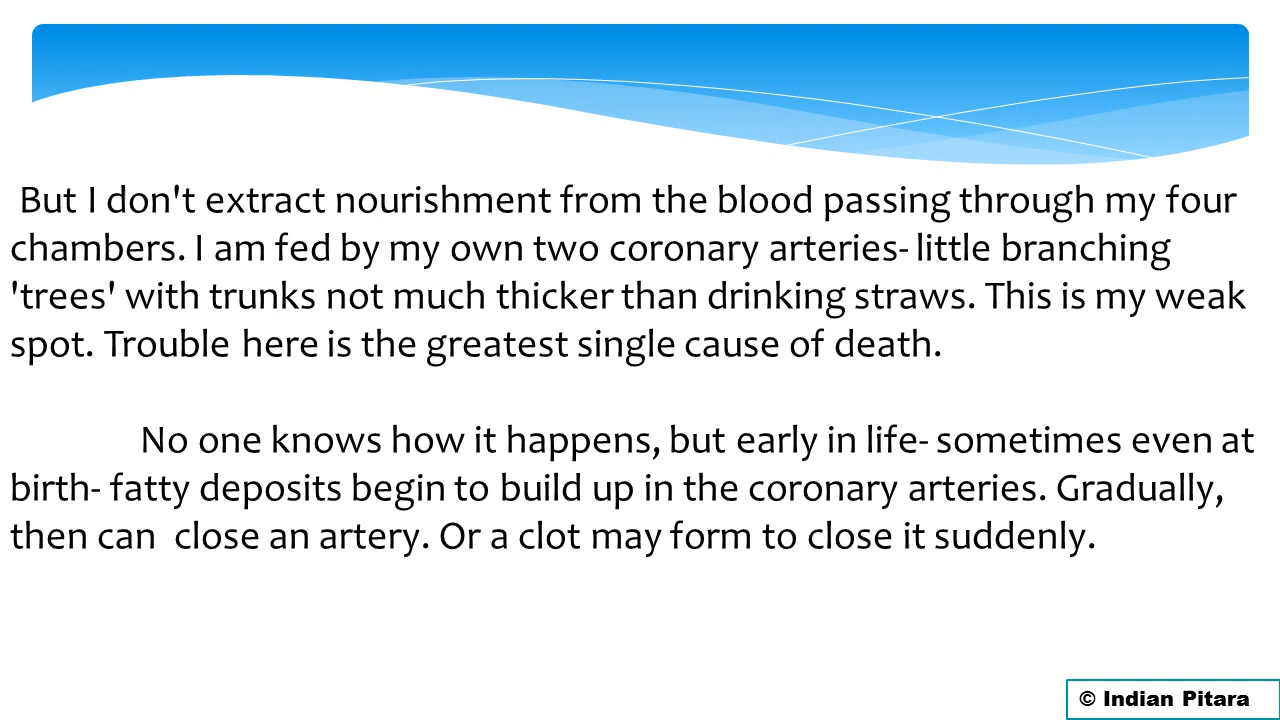 But I don't extract nourishment from the blood passing through my four
chambers. I am fed by my own two coronary arteries- little branching
'trees' with trunks not much thicker than drinking straws. This is my weak
spot. Trouble here is the greatest single cause of death.
No one knows how it happens, but early in life- sometimes even at
birth- fatty deposits begin to build up in the coronary arteries. Gradually,
then can  close an artery. Or a clot may form to close it suddenly.
© Indian Pitara